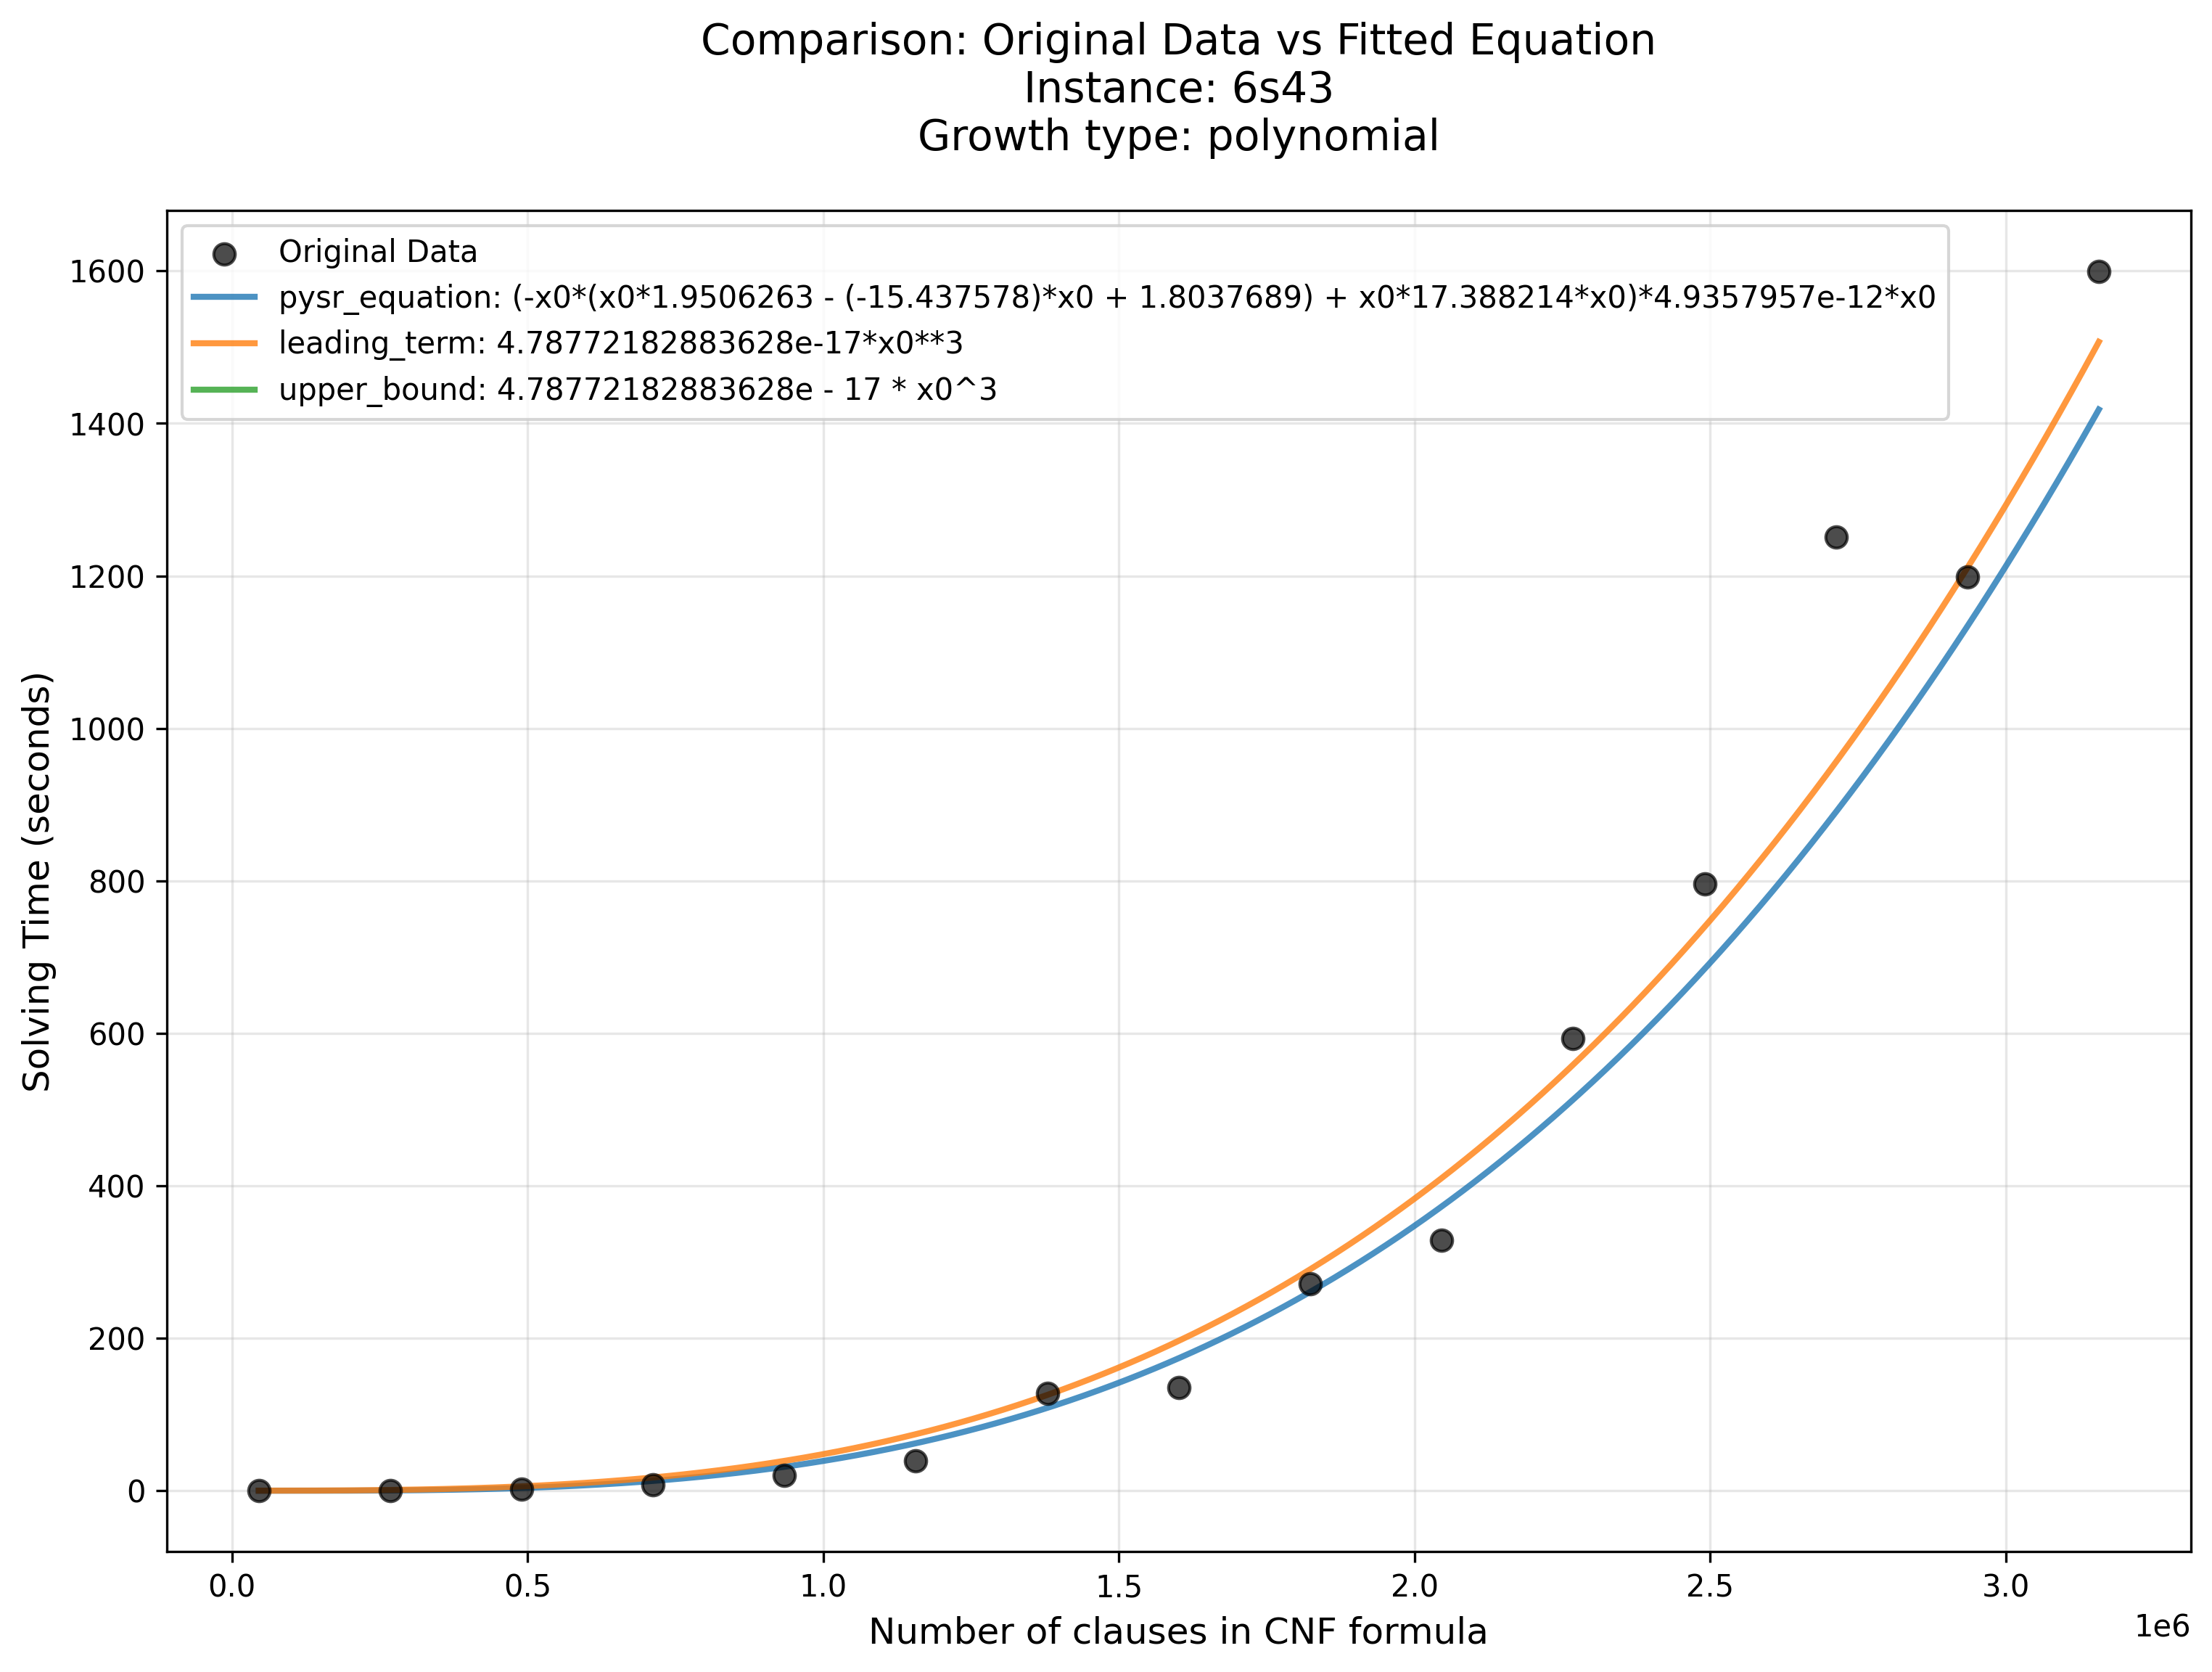 Comparison: Original Data vs Fitted Equation
Instance: 6s43
Growth type: polynomial
Original Data
pysr_equation: (-x0*(x0*1.9506263 - (-15.437578)*x0 + 1.8037689) + x0*17.388214*x0)*4.9357957e-12*x0
leading_term: 4.78772182883628e-17*x0**3
upper_bound: 4.78772182883628e - 17 * x0^3
1600
1400
1200
1000
800
600
400
200
0
Solving Time (seconds)
0.0 0.5 1.0 1.5 2.0 2.5 3.0
1e6
Number of clauses in CNF formula